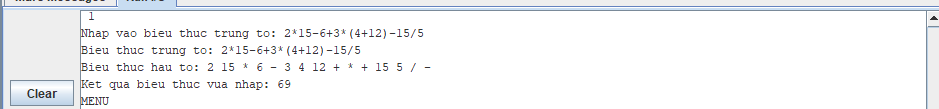 1
Nhap vao bieu thuc trung to: 2*15-6+3*(4+12)-15/5
Bieu thuc trung to: 2*15-6+3*(4+12)-15/5
Bieu thuc hau to: 2 15 * 6 - 3 4 12 + * + 15 5 / -
Ket qua bieu thuc vua nhap: 69
Clear
MENU